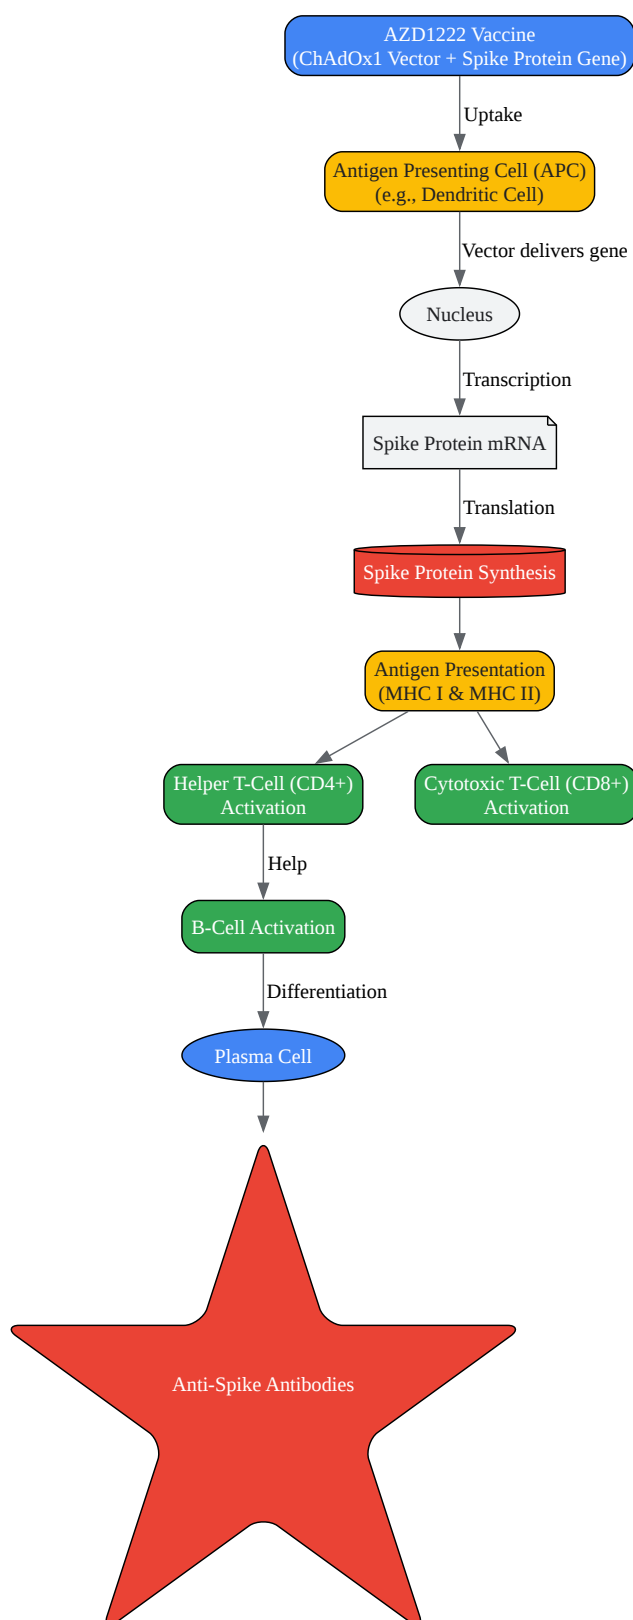 AZD1222 Vaccine
(ChAdOx1 Vector + Spike Protein Gene)
Uptake
Antigen Presenting Cell (APC)
(e.g., Dendritic Cell)
Vector delivers gene
Nucleus
Transcription
Spike Protein mRNA
Translation
Spike Protein Synthesis
Antigen Presentation
(MHC I & MHC II)
Helper T-Cell (CD4+)
Activation
Cytotoxic T-Cell (CD8+)
Activation
Help
B-Cell Activation
Differentiation
Plasma Cell
Anti-Spike Antibodies